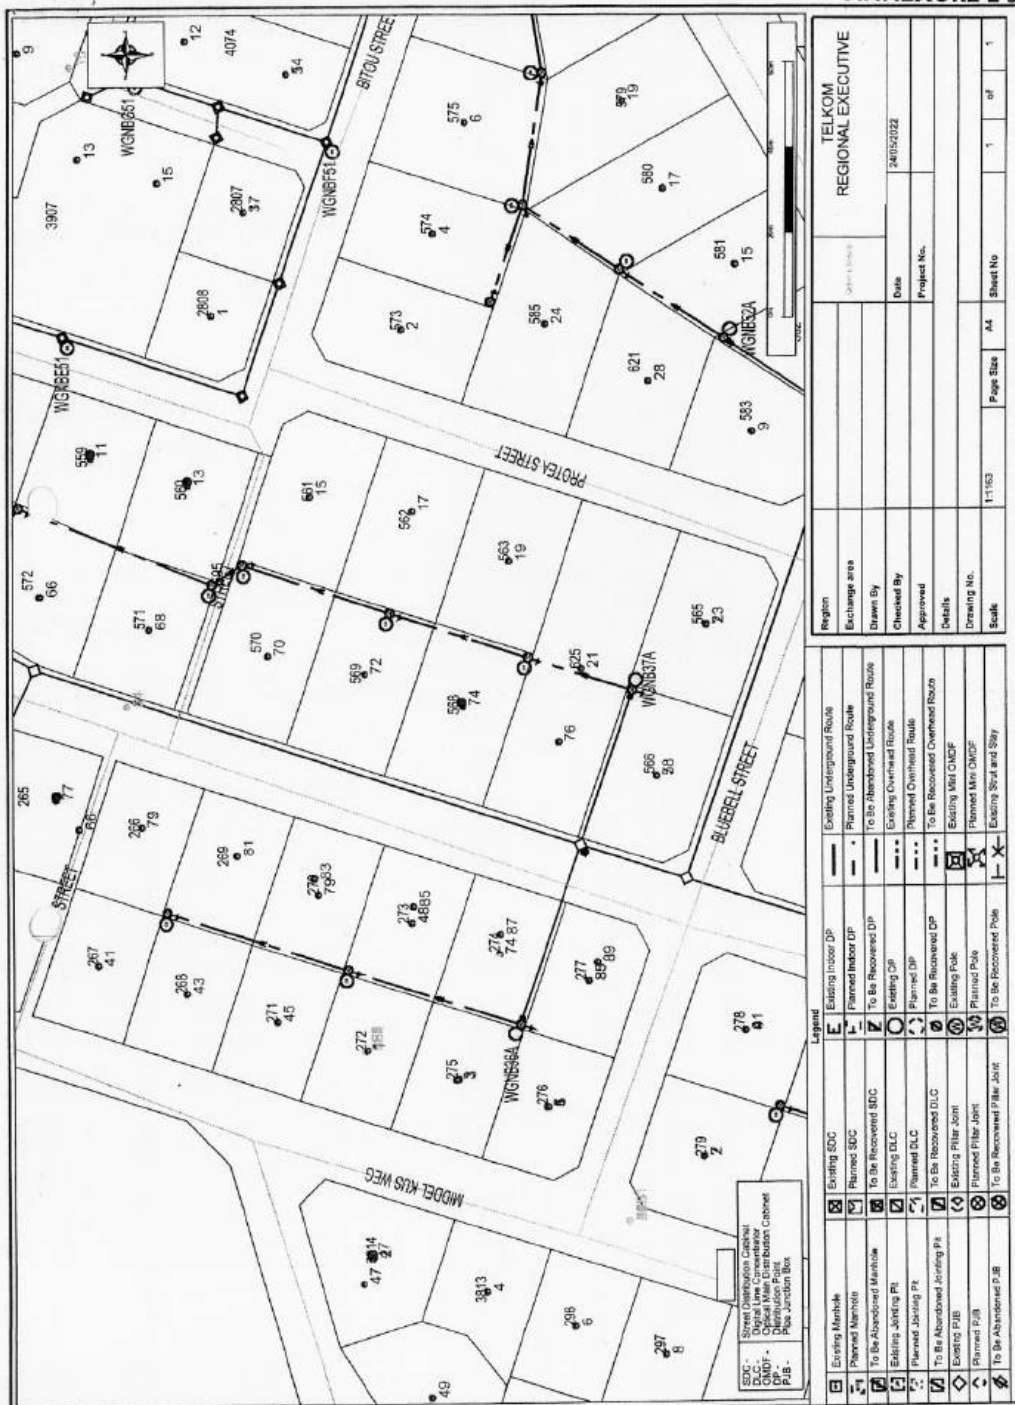 TELKOM
REGIONAL EXECUTIVE
Region
Exchange area
Drawn By
Checked By
Date
24/05/2022
Approved
Project No.
Details
Drawing No.
Scale
1:1163
Page Size
A4
Sheet No
1
of
1
Legend
Existing Manhole
Planned Manhole
To Be Abandoned Manhole
Existing Jointing Pit
Planned Jointing Pit
To Be Abandoned Jointing Pit
Existing PJB
Planned PJB
To Be Abandoned PJB
Existing SDC
Planned SDC
To Be Recovered SDC
Existing DLC
Planned DLC
To Be Recovered DLC
Existing Pillar Joint
Planned Pillar Joint
To Be Recovered Pillar Joint
Existing Indoor DP
Planned Indoor DP
To Be Recovered DP
Existing DP
Planned DP
To Be Recovered DP
Existing Pole
Planned Pole
To Be Recovered Pole
Existing Underground Route
Planned Underground Route
To Be Abandoned Underground Route
Existing Overhead Route
Planned Overhead Route
To Be Recovered Overhead Route
Existing Mini OMDF
Planned Mini OMDF
Existing Strut and Stay
SDC - Street Distribution Cabinet
DLC - Digital Line Concentrator
OMDF - Optical Main Distribution Cabinet
DP - Distribution Point
PJB - Pipe Junction Box
BITOU STREET
PROTEA STREET
BLUEBELL STREET
MIDDEL KUS WEG
STREET
WGNBG51
WGNBF51
WGNBE51
WGNB52A
WGNB37A
WGNB36A
9
12
4074
13
15
3907
2807
37
2808
1
575
6
574
4
573
2
979
19
580
17
581
15
585
24
621
28
583
9
559
11
560
13
561
15
562
17
563
19
565
625
21
572
66
571
68
570
70
569
72
568
74
76
566
265
77
266
79
269
81
83
79
273
4885
274
74 87
277
89
267
41
268
43
271
45
272
275
3
276
278
279
47
3813
4
296
6
297
8
49